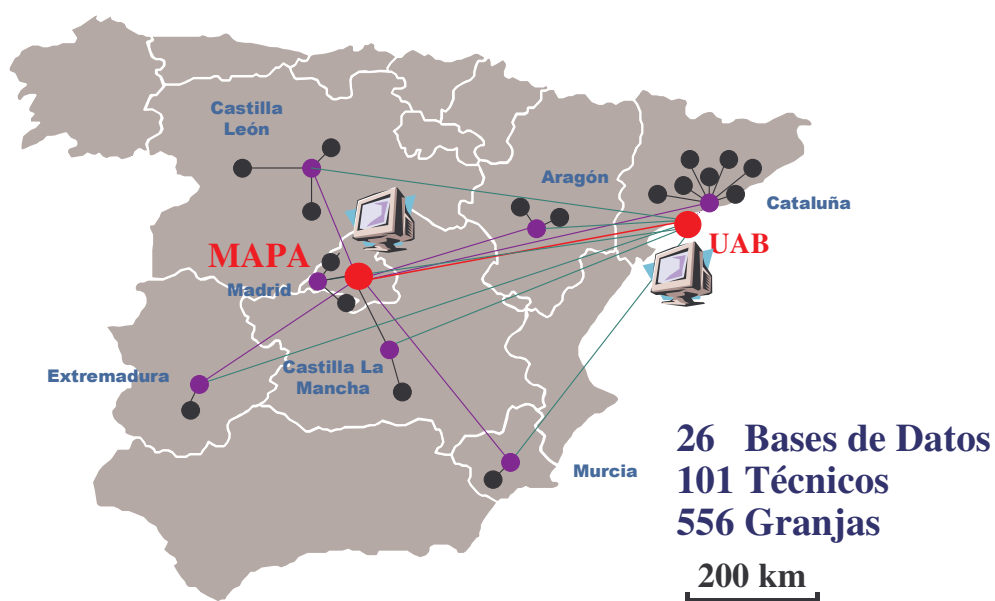 Castilla
León
Aragón
Cataluña
UAB
MAPA
Madrid
Castilla La
Mancha
Extremadura
Murcia
26 Bases de Datos
101 Técnicos
556 Granjas
200 km